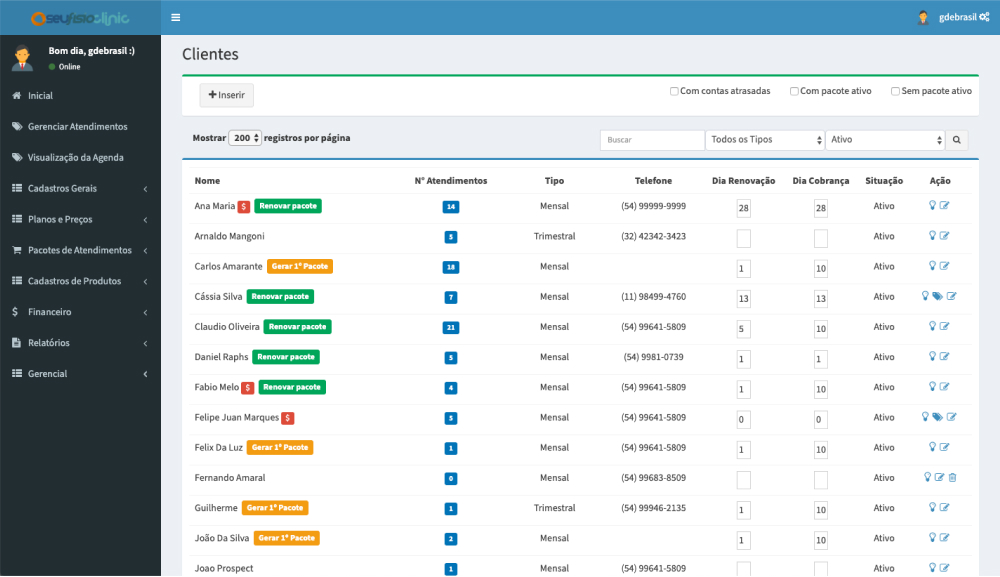 seufisioclinic
gdebrasil
Bom dia, gdebrasil :)
Online
Inicial
Gerenciar Atendimentos
Visualização da Agenda
Cadastros Gerais
Planos e Preços
Pacotes de Atendimentos
Cadastros de Produtos
$ Financeiro
Relatórios
Gerencial
Clientes
+ Inserir
Com contas atrasadas Com pacote ativo Sem pacote ativo
Mostrar 200 registros por página
Buscar Todos os Tipos Ativo
Nome N° Atendimentos Tipo Telefone Dia Renovação Dia Cobrança Situação Ação
Ana Maria $ Renovar pacote 14 Mensal (54) 99999-9999 28 28 Ativo
Arnaldo Mangoni 5 Trimestral (32) 42342-3423 Ativo
Carlos Amarante Gerar 1º Pacote 18 Mensal 1 10 Ativo
Cássia Silva Renovar pacote 7 Mensal (11) 98499-4760 13 13 Ativo
Claudio Oliveira Renovar pacote 21 Mensal (54) 99641-5809 5 10 Ativo
Daniel Raphs Renovar pacote 5 Mensal (54) 9981-0739 1 1 Ativo
Fabio Melo $ Renovar pacote 4 Mensal (54) 99641-5809 1 10 Ativo
Felipe Juan Marques $ 5 Mensal (54) 99641-5809 0 0 Ativo
Felix Da Luz Gerar 1º Pacote 1 Mensal (54) 99641-5809 1 10 Ativo
Fernando Amaral 0 Mensal (54) 99683-8509 Ativo
Guilherme Gerar 1º Pacote 1 Trimestral (54) 99946-2135 1 10 Ativo
João Da Silva Gerar 1º Pacote 2 Mensal 1 10 Ativo
Joao Prospect 1 Mensal (54) 99641-5809 Ativo